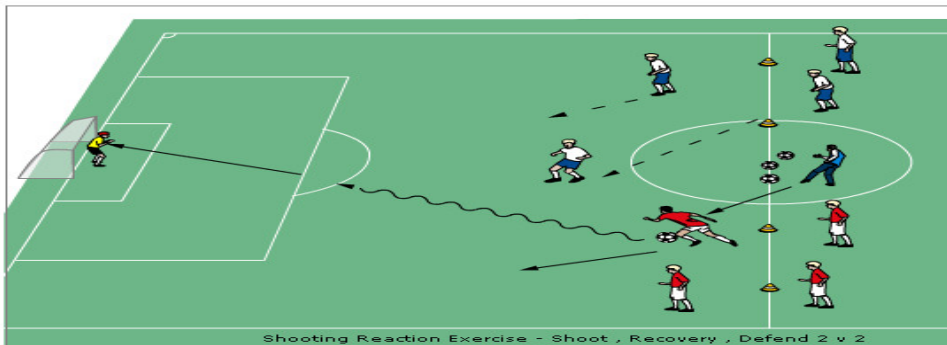 Shooting Reaction Exercise - Shoot , Recovery , Defend 2 v 2